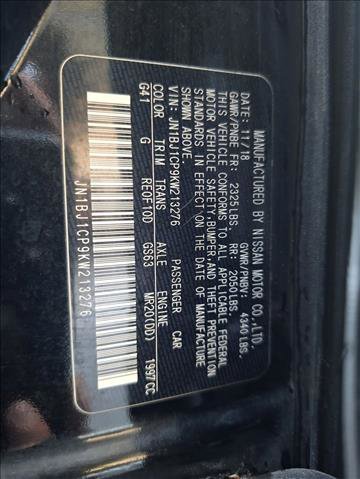 MFD BY NISSAN MOTOR CO.,LTD.
DATE: 11/18 GVWR/PNBV: 4340 LBS.
GAWR/PNBE FR: 2325 LBS. RR: 2050 LBS.
THIS VEHICLE CONFORMS TO ALL APPLICABLE FEDERAL
MOTOR VEHICLE SAFETY,BUMPER,AND THEFT PREVENTION
STANDARDS IN EFFECT ON THE DATE OF MANUFACTURE
SHOWN ABOVE.
VIN: JN1BJ1CP9KW213276 PASSENGER CAR
COLOR TRIM TRANS AXLE ENGINE
G41 G RE0F10D GS63 MR20(DD) 1997CC
JN1BJ1CP9KW213276